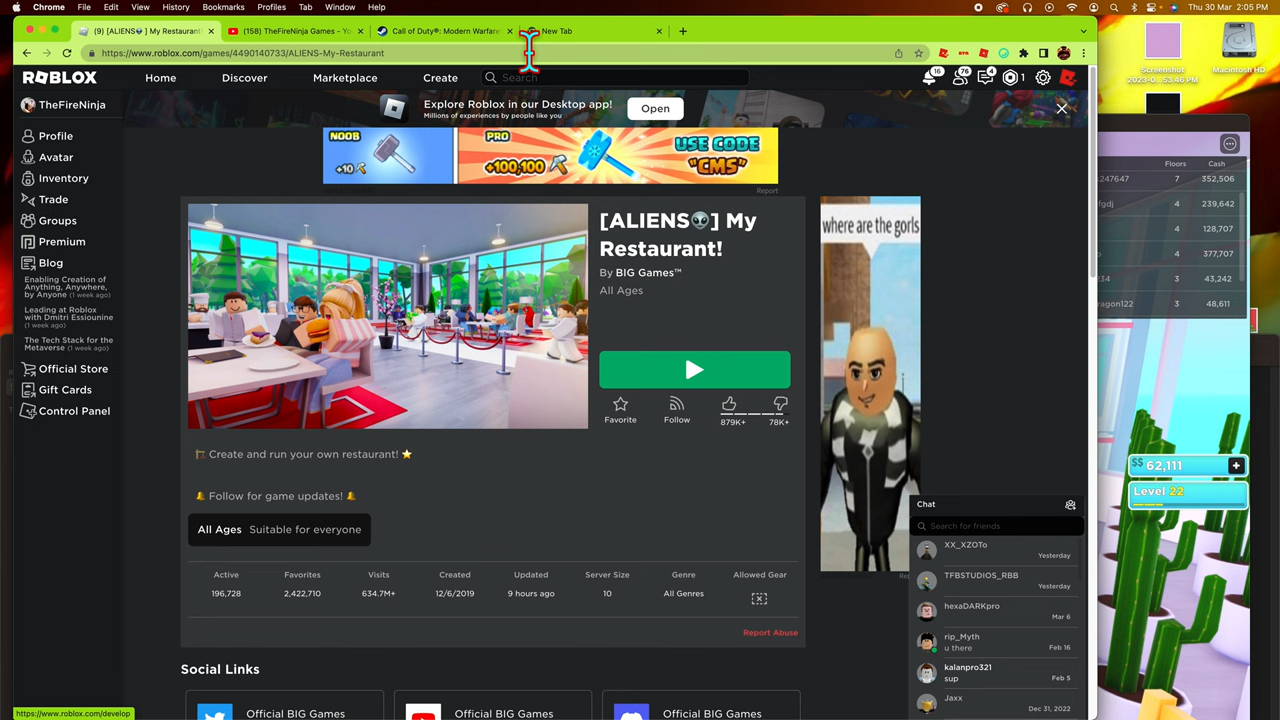 Chrome File Edit View History Bookmarks Profiles Tab Window Help Thu 30 Mar 2:05 PM
(9) [ALIENS👽] My Restaurant! (158) TheFireNinja Games - Yo Call of Duty®: Modern Warfare New Tab
https://www.roblox.com/games/4490140733/ALIENS-My-Restaurant
ROBLOX Home Discover Marketplace Create Search 16 76 4 1
TheFireNinja
Profile
Avatar
Inventory
Trade
Groups
Premium
Blog
Enabling Creation of
Anything, Anywhere,
by Anyone (1 week ago)
Leading at Roblox
with Dmitri Essiounine
(1 week ago)
The Tech Stack for the
Metaverse (1 week ago)
Official Store
Gift Cards
Control Panel
Explore Roblox in our Desktop app!
Millions of experiences by people like you
Open
NOOB
+10
PRO
+100,100
USE CODE
"CMS"
Report
[ALIENS👽] My
Restaurant!
By BIG Games™
All Ages
Favorite Follow 879K+ 78K+
Create and run your own restaurant! ⭐
🔔 Follow for game updates! 🔔
All Ages Suitable for everyone
Active Favorites Visits Created Updated Server Size Genre Allowed Gear
196,728 2,422,710 634.7M+ 12/6/2019 9 hours ago 10 All Genres
Report Abuse
Social Links
Official BIG Games Official BIG Games Official BIG Games
where are the gorls
Chat
Search for friends
XX_XZOTo
Yesterday
TFBSTUDIOS_RBB
Yesterday
hexaDARKpro
Mar 6
rip_Myth
u there Feb 16
kalanpro321
sup Feb 5
Jaxx
Dec 31, 2022
https://www.roblox.com/develop
Screenshot
2023-0...53.46 PM
Macintosh HD
Floors Cash
247647 7 352,506
fgdj 4 239,642
4 128,707
4 377,707
234 3 43,242
ragon122 3 48,611
$$ 62,111 +
Level 22